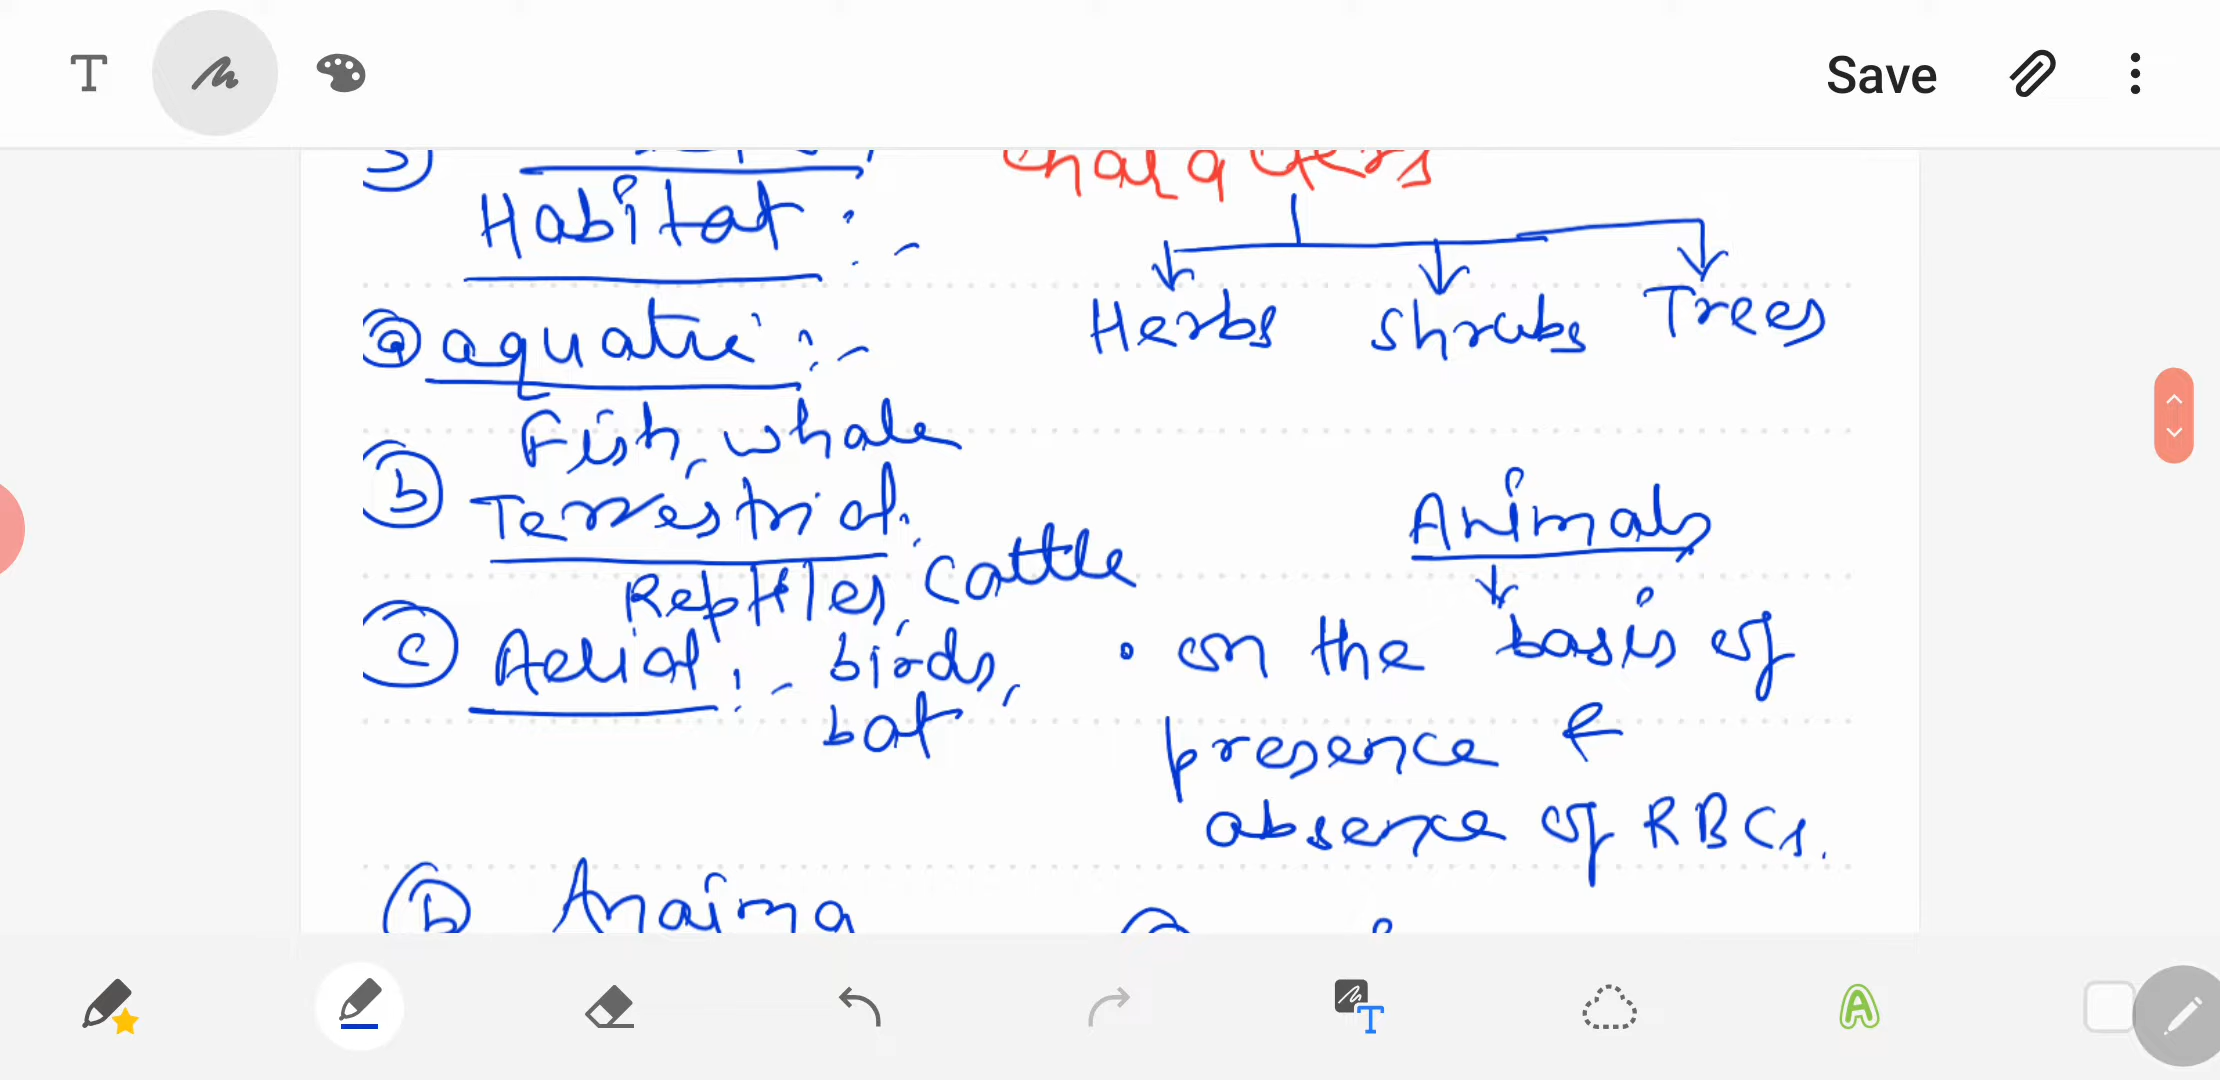 Save
3)
characters
Habitat :-
Herbs Shrubs Trees
(a) aquatic :-
Fish, whale
(b) Terrestrial :
Reptiles, cattle
(c) Aerial :- birds,
bat
Animals
• on the basis of
presence &
absence of RBCs.
(b) Anaima